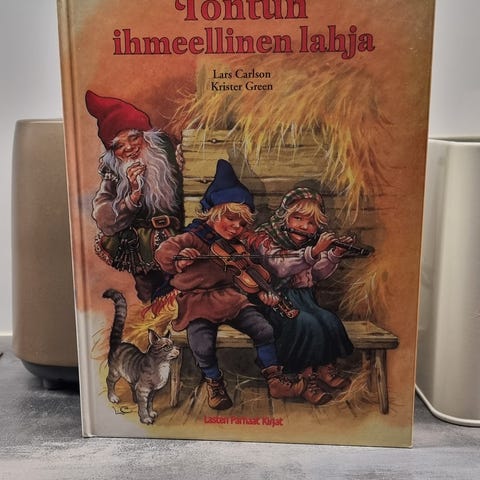 Tontun
ihmeellinen lahja
Lars Carlson
Krister Green
Lasten Parhaat Kirjat